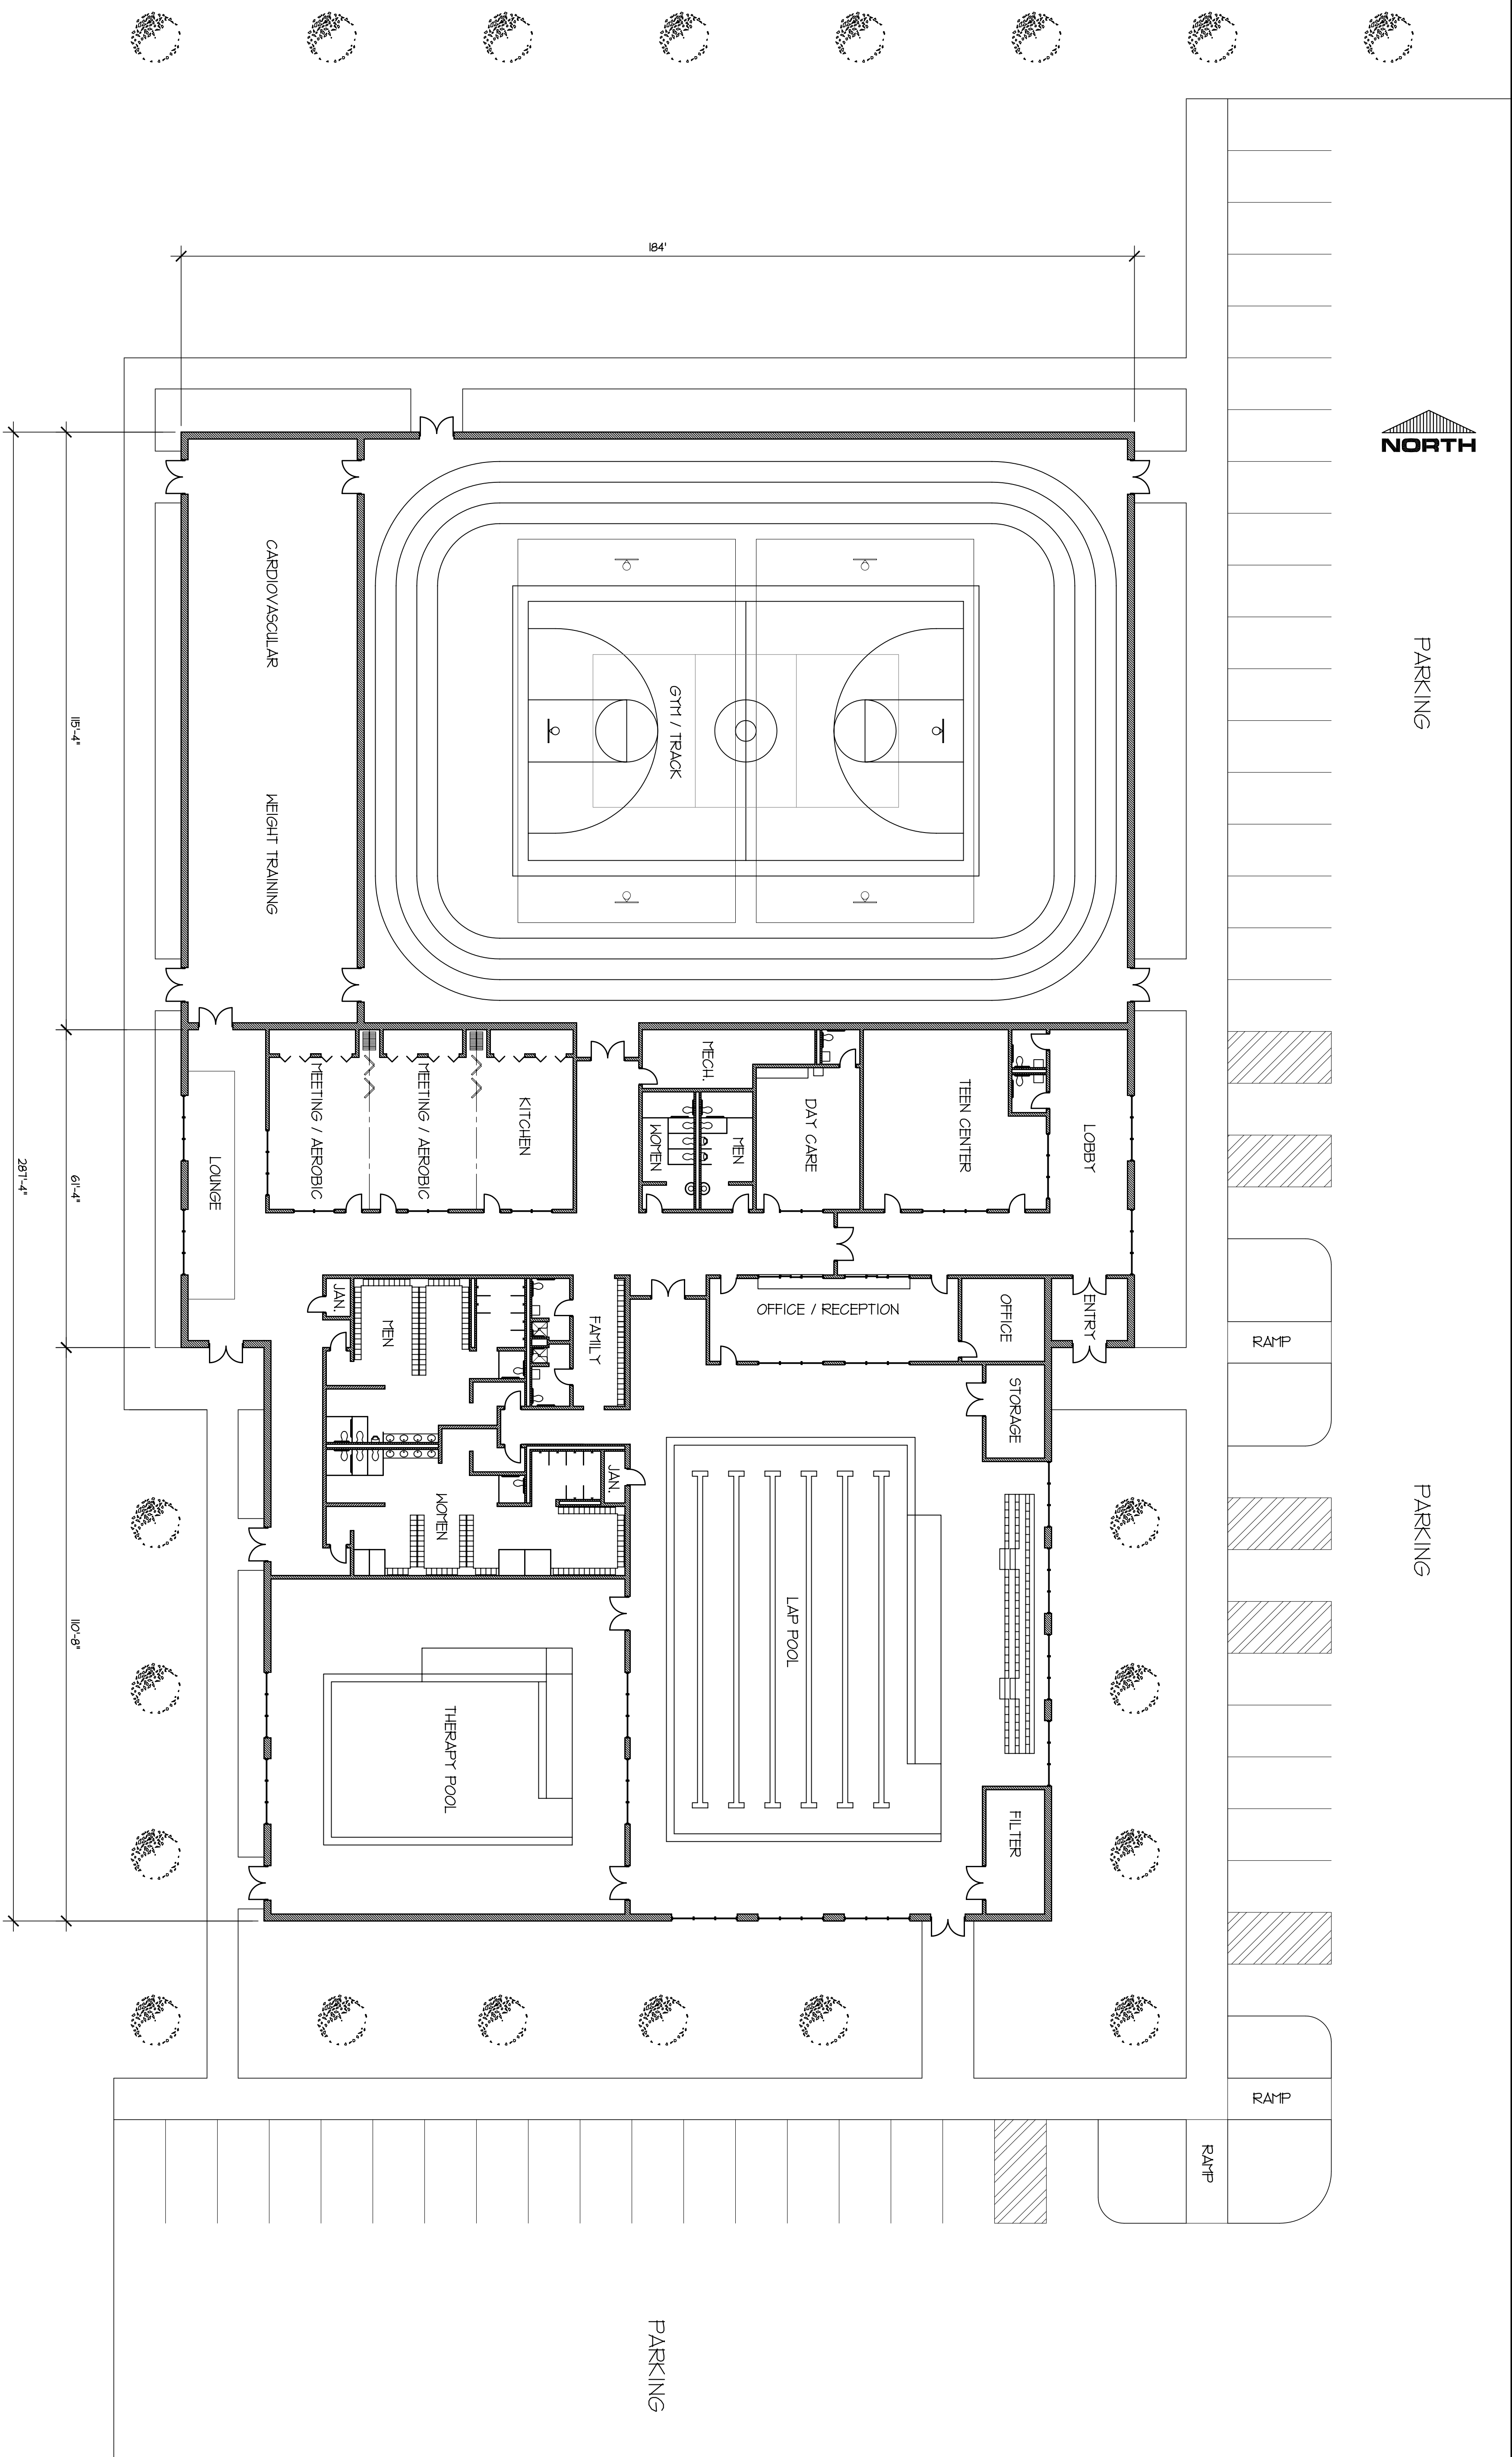 184'
NORTH
PARKING
CARDIOVASCULAR
WEIGHT TRAINING
GYM / TRACK
115'-4"
MEETING / AEROBIC
MEETING / AEROBIC
KITCHEN
MECH.
WOMEN
MEN
DAY CARE
TEEN CENTER
LOBBY
LOUNGE
61'-4"
287'-4"
JAN.
MEN
FAMILY
OFFICE / RECEPTION
OFFICE
ENTRY
RAMP
STORAGE
JAN.
WOMEN
LAP POOL
PARKING
THERAPY POOL
FILTER
110'-8"
RAMP
RAMP
PARKING